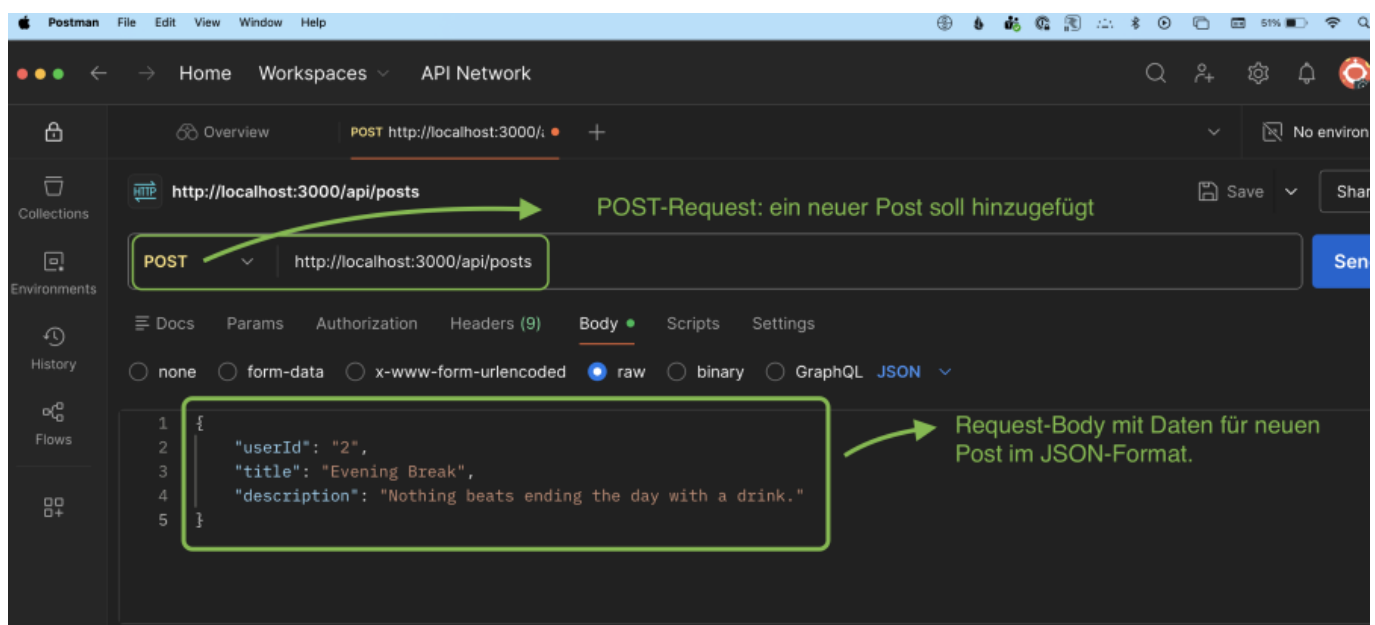 Postman File Edit View Window Help 51%
Home Workspaces API Network
Overview POST http://localhost:3000/ No environ
HTTP http://localhost:3000/api/posts Save Shar
POST-Request: ein neuer Post soll hinzugefügt
POST http://localhost:3000/api/posts Sen
Collections
Environments
History
Flows
Docs Params Authorization Headers (9) Body Scripts Settings
none form-data x-www-form-urlencoded raw binary GraphQL JSON
1 {
2 "userId": "2",
3 "title": "Evening Break",
4 "description": "Nothing beats ending the day with a drink."
5 }
Request-Body mit Daten für neuen
Post im JSON-Format.